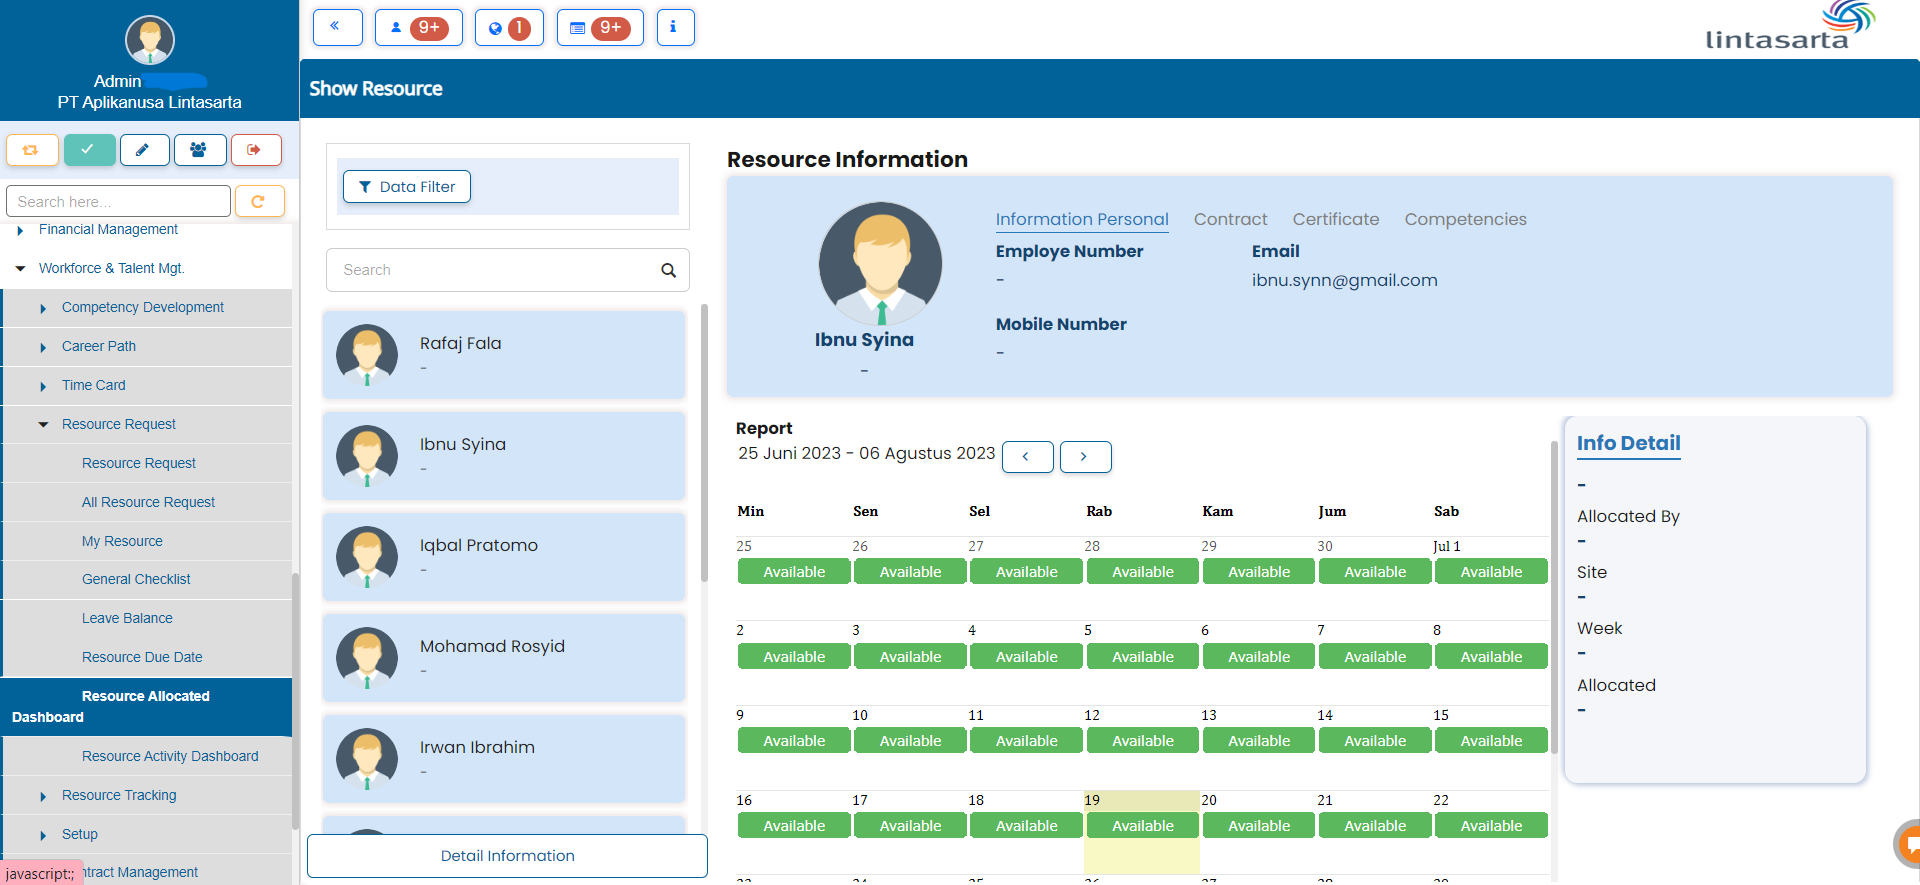 Admin
PT Aplikanusa Lintasarta
Search here...
Financial Management
Workforce & Talent Mgt.
Competency Development
Career Path
Time Card
Resource Request
Resource Request
All Resource Request
My Resource
General Checklist
Leave Balance
Resource Due Date
Resource Allocated
Dashboard
Resource Activity Dashboard
Resource Tracking
Setup
ntract Management
javascript:;
9+
1
9+
lintasarta
Show Resource
Data Filter
Search
Rafaj Fala
-
Ibnu Syina
-
Iqbal Pratomo
-
Mohamad Rosyid
-
Irwan Ibrahim
-
Detail Information
Resource Information
Ibnu Syina
-
Information Personal Contract Certificate Competencies
Employe Number Email
- ibnu.synn@gmail.com
Mobile Number
-
Report
25 Juni 2023 - 06 Agustus 2023
Min Sen Sel Rab Kam Jum Sab
25 26 27 28 29 30 Jul 1
Available Available Available Available Available Available Available
2 3 4 5 6 7 8
Available Available Available Available Available Available Available
9 10 11 12 13 14 15
Available Available Available Available Available Available Available
16 17 18 19 20 21 22
Available Available Available Available Available Available Available
Info Detail
-
Allocated By
-
Site
-
Week
-
Allocated
-